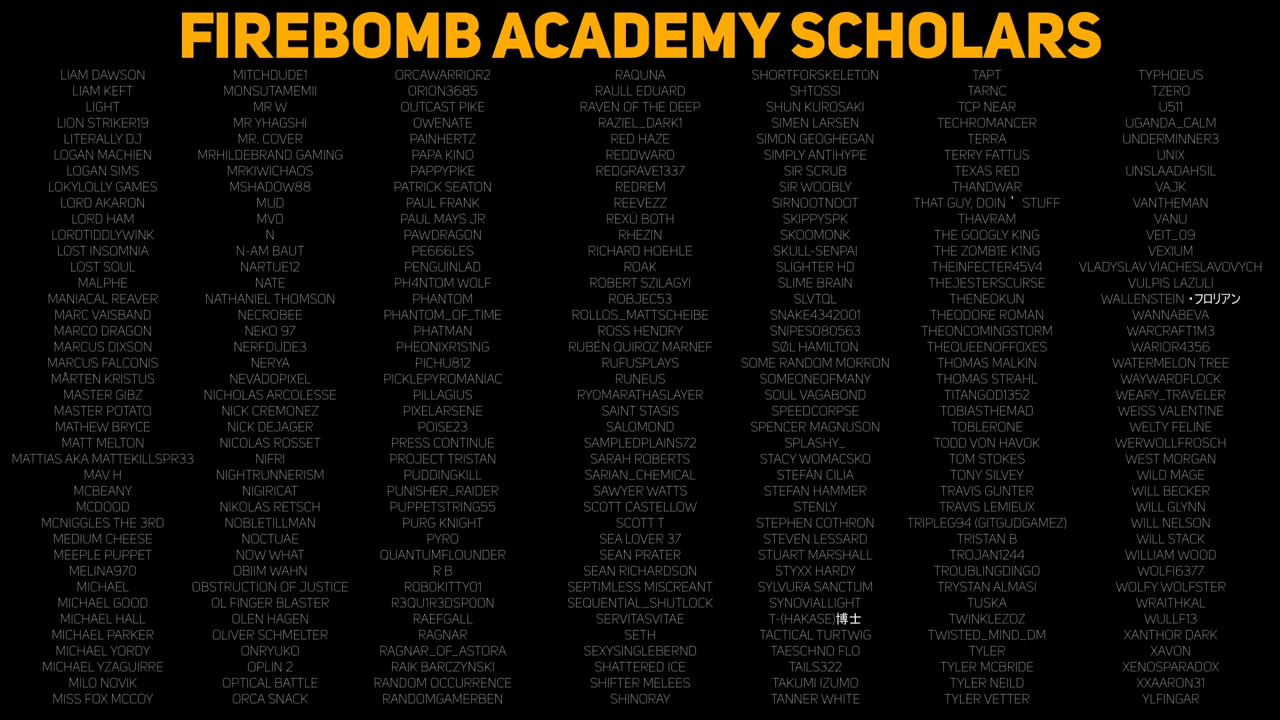 FIREBOMB ACADEMY SCHOLARS
LIAM DAWSON
LIAM KEFT
LIGHT
LION STRIKER19
LITERALLY DJ
LOGAN MACHIEN
LOGAN SIMS
LOKYLOLLY GAMES
LORD AKARON
LORD HAM
LORDTIDDLYWINK
LOST INSOMNIA
LOST SOUL
MALPHE
MANIACAL REAVER
MARC VAISBAND
MARCO DRAGON
MARCUS DIXSON
MARCUS FALCONIS
MÅRTEN KRISTUS
MASTER GIBZ
MASTER POTATO
MATHEW BRYCE
MATT MELTON
MATTIAS AKA MATTEKILLSPR33
MAV H
MCBEANY
MCDOOD
MCNIGGLES THE 3RD
MEDIUM CHEESE
MEEPLE PUPPET
MELINA970
MICHAEL
MICHAEL GOOD
MICHAEL HALL
MICHAEL PARKER
MICHAEL YORDY
MICHAEL YZAGUIRRE
MILO NOVIK
MISS FOX MCCOY
MITCHDUDE1
MONSUTAMEMII
MR W
MR YHAGSHI
MR. COVER
MRHILDEBRAND GAMING
MRKIWICHAOS
MSHADOW88
MUD
MVD
N
N-AM BAUT
NARTUE12
NATE
NATHANIEL THOMSON
NECROBEE
NEKO 97
NERFDUDE3
NERYA
NEVADOPIXEL
NICHOLAS ARCOLESSE
NICK CREMONEZ
NICK DEJAGER
NICOLAS ROSSET
NIFRI
NIGHTRUNNERISM
NIGIRICAT
NIKOLAS RETSCH
NOBLETILLMAN
NOCTUAE
NOW WHAT
OBIIM WAHN
OBSTRUCTION OF JUSTICE
OL FINGER BLASTER
OLEN HAGEN
OLIVER SCHMELTER
ONRYUKO
OPLIN 2
OPTICAL BATTLE
ORCA SNACK
ORCAWARRIOR2
ORION3685
OUTCAST PIKE
OWENATE
PAINHERTZ
PAPA KINO
PAPPYPIKE
PATRICK SEATON
PAUL FRANK
PAUL MAYS JR
PAWDRAGON
PE666LES
PENGUINLAD
PH4NTOM WOLF
PHANTOM
PHANTOM_OF_TIME
PHATMAN
PHEONIXR1S1NG
PICHU812
PICKLEPYROMANIAC
PILLAGIUS
PIXELARSENE
POISE23
PRESS CONTINUE
PROJECT TRISTAN
PUDDINGKILL
PUNISHER_RAIDER
PUPPETSTRING55
PURG KNIGHT
PYRO
QUANTUMFLOUNDER
R B
ROBOKITTY01
R3QU1R3DSP00N
RAEFGALL
RAGNAR
RAGNAR_OF_ASTORA
RAIK BARCZYNSKI
RANDOM OCCURRENCE
RANDOMGAMERBEN
RAQUNA
RAULL EDUARD
RAVEN OF THE DEEP
RAZIEL_DARK1
RED HAZE
REDDWARD
REDGRAVE1337
REDREM
REEVEZZ
REXÜ BOTH
RHEZIN
RICHARD HOEHLE
ROAK
ROBERT SZILAGYI
ROBJEC53
ROLLOS_MATTSCHEIBE
ROSS HENDRY
RUBÉN QUIROZ MARNEF
RUFUSPLAYS
RUNEUS
RYOMARATHASLAYER
SAINT STASIS
SALOMOND
SAMPLEDPLAINS72
SARAH ROBERTS
SARIAN_CHEMICAL
SAWYER WATTS
SCOTT CASTELLOW
SCOTT T
SEA LOVER 37
SEAN PRATER
SEAN RICHARDSON
SEPTIMLESS MISCREANT
SEQUENTIAL_SHUTLOCK
SERVITASVITAE
SETH
SEXYSINGLEBERND
SHATTERED ICE
SHIFTER MELEES
SHINORAY
SHORTFORSKELETON
SHTOSSI
SHUN KUROSAKI
SIMEN LARSEN
SIMON GEOGHEGAN
SIMPLY ANTIHYPE
SIR SCRUB
SIR WOOBLY
SIRNOOTNOOT
SKIPPYSPK
SKOOMONK
SKULL-SENPAI
SLIGHTER HD
SLIME BRAIN
SLVTQL
SNAKE4342001
SNIPES080563
SØL HAMILTON
SOME RANDOM MORRON
SOMEONEOFMANY
SOUL VAGABOND
SPEEDCORPSE
SPENCER MAGNUSON
SPLASHY_
STACY WOMACSKO
STEFÁN CILIA
STEFAN HAMMER
STENLY
STEPHEN COTHRON
STEVEN LESSARD
STUART MARSHALL
STYXX HARDY
SYLVURA SANCTUM
SYNOVIALLIGHT
T-(HAKASE)博士
TACTICAL TURTWIG
TAESCHNO FLO
TAILS322
TAKUMI IZUMO
TANNER WHITE
TAPT
TARNC
TCP NEAR
TECHROMANCER
TERRA
TERRY FATTUS
TEXAS RED
THANDWAR
THAT GUY, DOIN ' STUFF
THAVRAM
THE GOOGLY KING
THE ZOMB1E K1NG
THEINFECTER45V4
THEJESTERSCURSE
THENEOKUN
THEODORE ROMAN
THEONCOMINGSTORM
THEQUEENOFFOXES
THOMAS MALKIN
THOMAS STRAHL
TITANGOD1352
TOBIASTHEMAD
TOBLERONE
TODD VON HAVOK
TOM STOKES
TONY SILVEY
TRAVIS GUNTER
TRAVIS LEMIEUX
TRIPLEG94 (GITGUDGAMEZ)
TRISTAN B
TROJAN1244
TROUBLINGDINGO
TRYSTAN ALMASI
TUSKA
TWINKLEZOZ
TWISTED_MIND_DM
TYLER
TYLER MCBRIDE
TYLER NEILD
TYLER VETTER
TYPHOEUS
TZERO
U511
UGANDA_CALM
UNDERMINNER3
UNIX
UNSLAADAHSIL
VAJK
VANTHEMAN
VANU
VEIT_09
VEXIUM
VLADYSLAV VIACHESLAVOVYCH
VULPIS LAZULI
WALLENSTEIN・フロリアン
WANNABEVA
WARCRAFT1M3
WARIOR4356
WATERMELON TREE
WAYWARDFLOCK
WEARY_TRAVELER
WEISS VALENTINE
WELTY FELINE
WERWOLLFROSCH
WEST MORGAN
WILD MAGE
WILL BECKER
WILL GLYNN
WILL NELSON
WILL STACK
WILLIAM WOOD
WOLFI6377
WOLFY WOLFSTER
WRAITHKAL
WULLF13
XANTHOR DARK
XAVON
XENOSPARADOX
XXAARON31
YLFINGAR